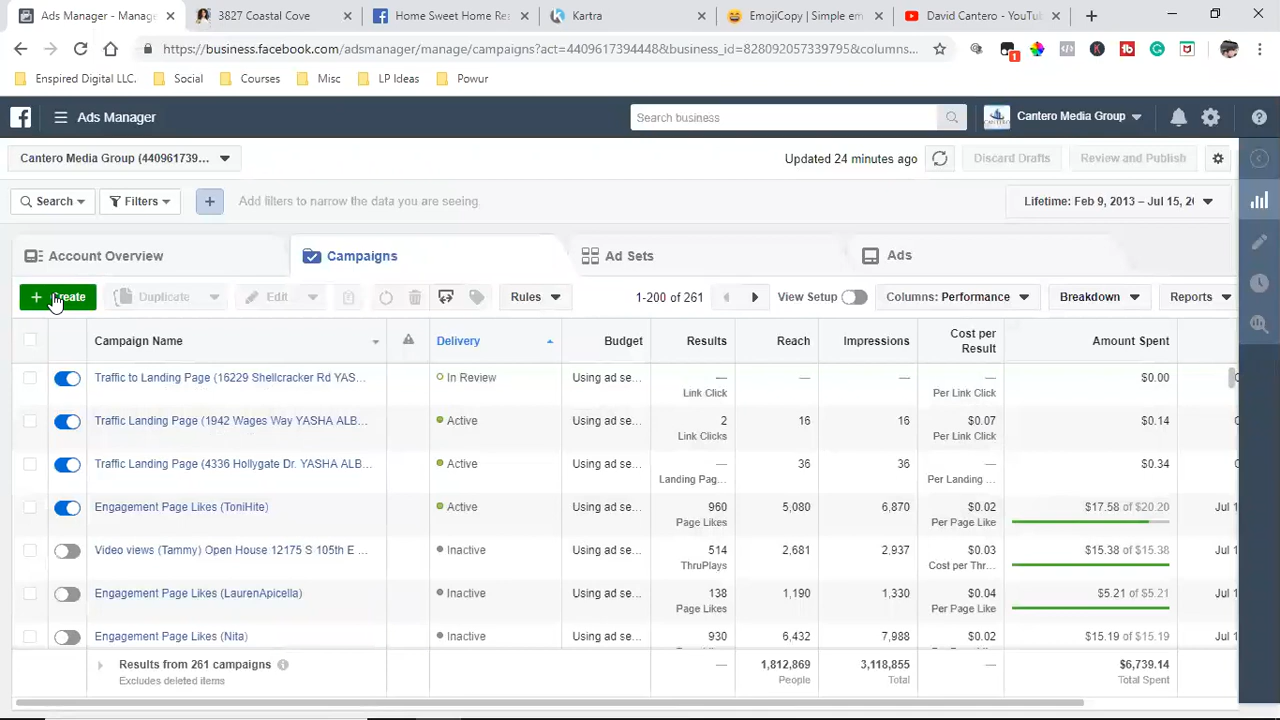 Ads Manager - Manage
3827 Coastal Cove
Home Sweet Home Res
Kartra
EmojiCopy | Simple em
David Cantero - YouTu
https://business.facebook.com/adsmanager/manage/campaigns?act=4409617394448&business_id=828092057339795&columns...
1
Enspired Digital LLC.
Social
Courses
Misc
LP Ideas
Powur
Ads Manager
Search business
Cantero Media Group
Cantero Media Group (440961739...
Updated 24 minutes ago
Discard Drafts
Review and Publish
Search
Filters
Add filters to narrow the data you are seeing.
Lifetime: Feb 9, 2013 – Jul 15, 2
Account Overview
Campaigns
Ad Sets
Ads
Create
Duplicate
Edit
Rules
1-200 of 261
View Setup
Columns: Performance
Breakdown
Reports
Campaign Name
Delivery
Budget
Results
Reach
Impressions
Cost per
Result
Amount Spent
Traffic to Landing Page (16229 Shellcracker Rd YAS...
In Review
Using ad se...
—
Link Click
—
—
—
Per Link Click
$0.00
Traffic Landing Page (1942 Wages Way YASHA ALB...
Active
Using ad se...
2
Link Clicks
16
16
$0.07
Per Link Click
$0.14
Traffic Landing Page (4336 Hollygate Dr. YASHA ALB...
Active
Using ad se...
—
Landing Pag...
36
36
—
Per Landing ...
$0.34
Engagement Page Likes (ToniHite)
Active
Using ad se...
960
Page Likes
5,080
6,870
$0.02
Per Page Like
$17.58 of $20.20
Jul 1
Video views (Tammy) Open House 12175 S 105th E ...
Inactive
Using ad se...
514
ThruPlays
2,681
2,937
$0.03
Cost per Thr...
$15.38 of $15.38
Jul 1
Engagement Page Likes (LaurenApicella)
Inactive
Using ad se...
138
Page Likes
1,190
1,330
$0.04
Per Page Like
$5.21 of $5.21
Jul 1
Engagement Page Likes (Nita)
Inactive
Using ad se...
930
6,432
7,988
$0.02
$15.19 of $15.19
Jul 1
Results from 261 campaigns
Excludes deleted items
—
1,812,869
People
3,118,855
Total
—
$6,739.14
Total Spent